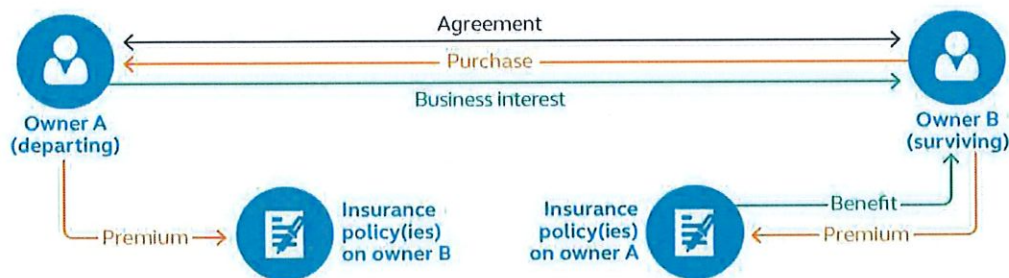 Agreement
Purchase
Business interest
Owner A
(departing)
Owner B
(surviving)
Premium
Insurance
policy(ies)
on owner B
Insurance
policy(ies)
on owner A
Benefit
Premium